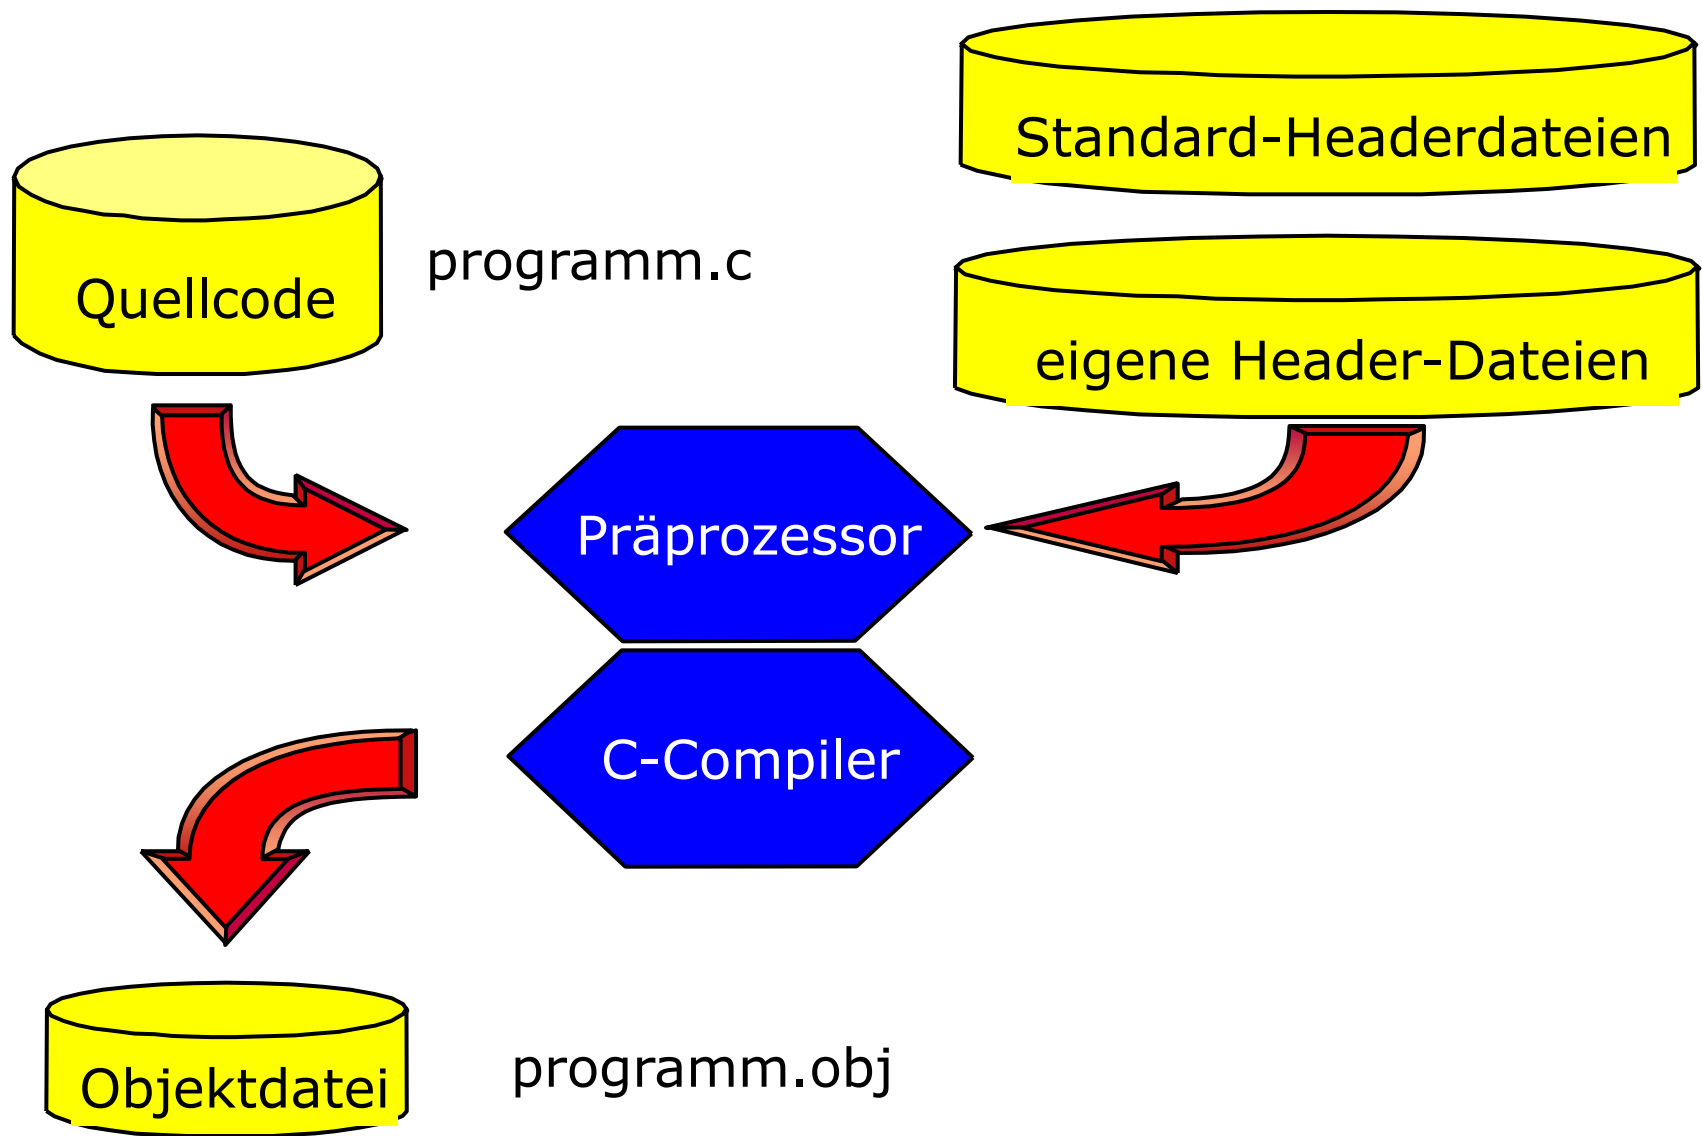 Standard-Headerdateien
Quellcode
programm.c
eigene Header-Dateien
Präprozessor
C-Compiler
Objektdatei
programm.obj